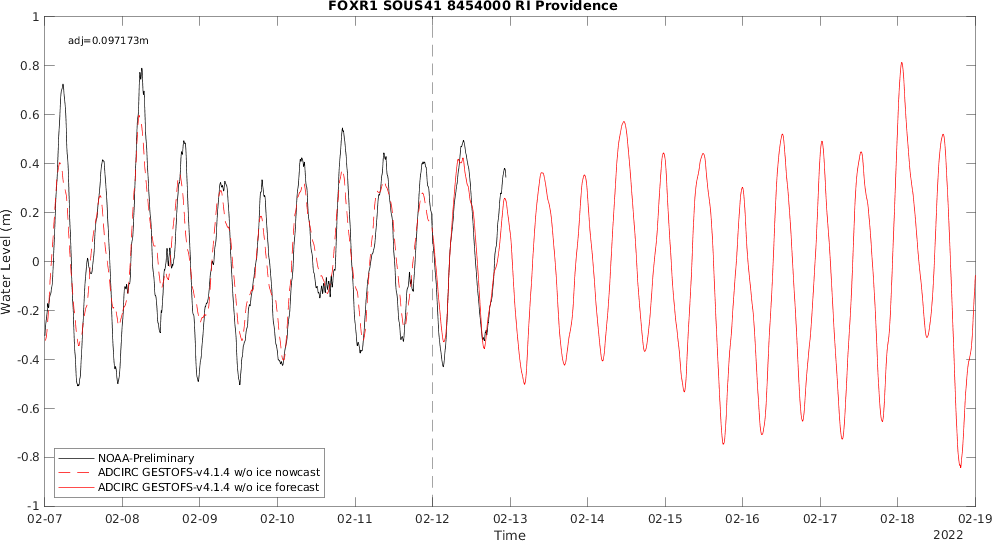 FOXR1 SOUS41 8454000 RI Providence
adj=0.097173m
1
0.8
0.6
0.4
0.2
0
-0.2
-0.4
-0.6
-0.8
-1
Water Level (m)
NOAA-Preliminary
ADCIRC GESTOFS-v4.1.4 w/o ice nowcast
ADCIRC GESTOFS-v4.1.4 w/o ice forecast
02-07 02-08 02-09 02-10 02-11 02-12 02-13 02-14 02-15 02-16 02-17 02-18 02-19
Time
2022